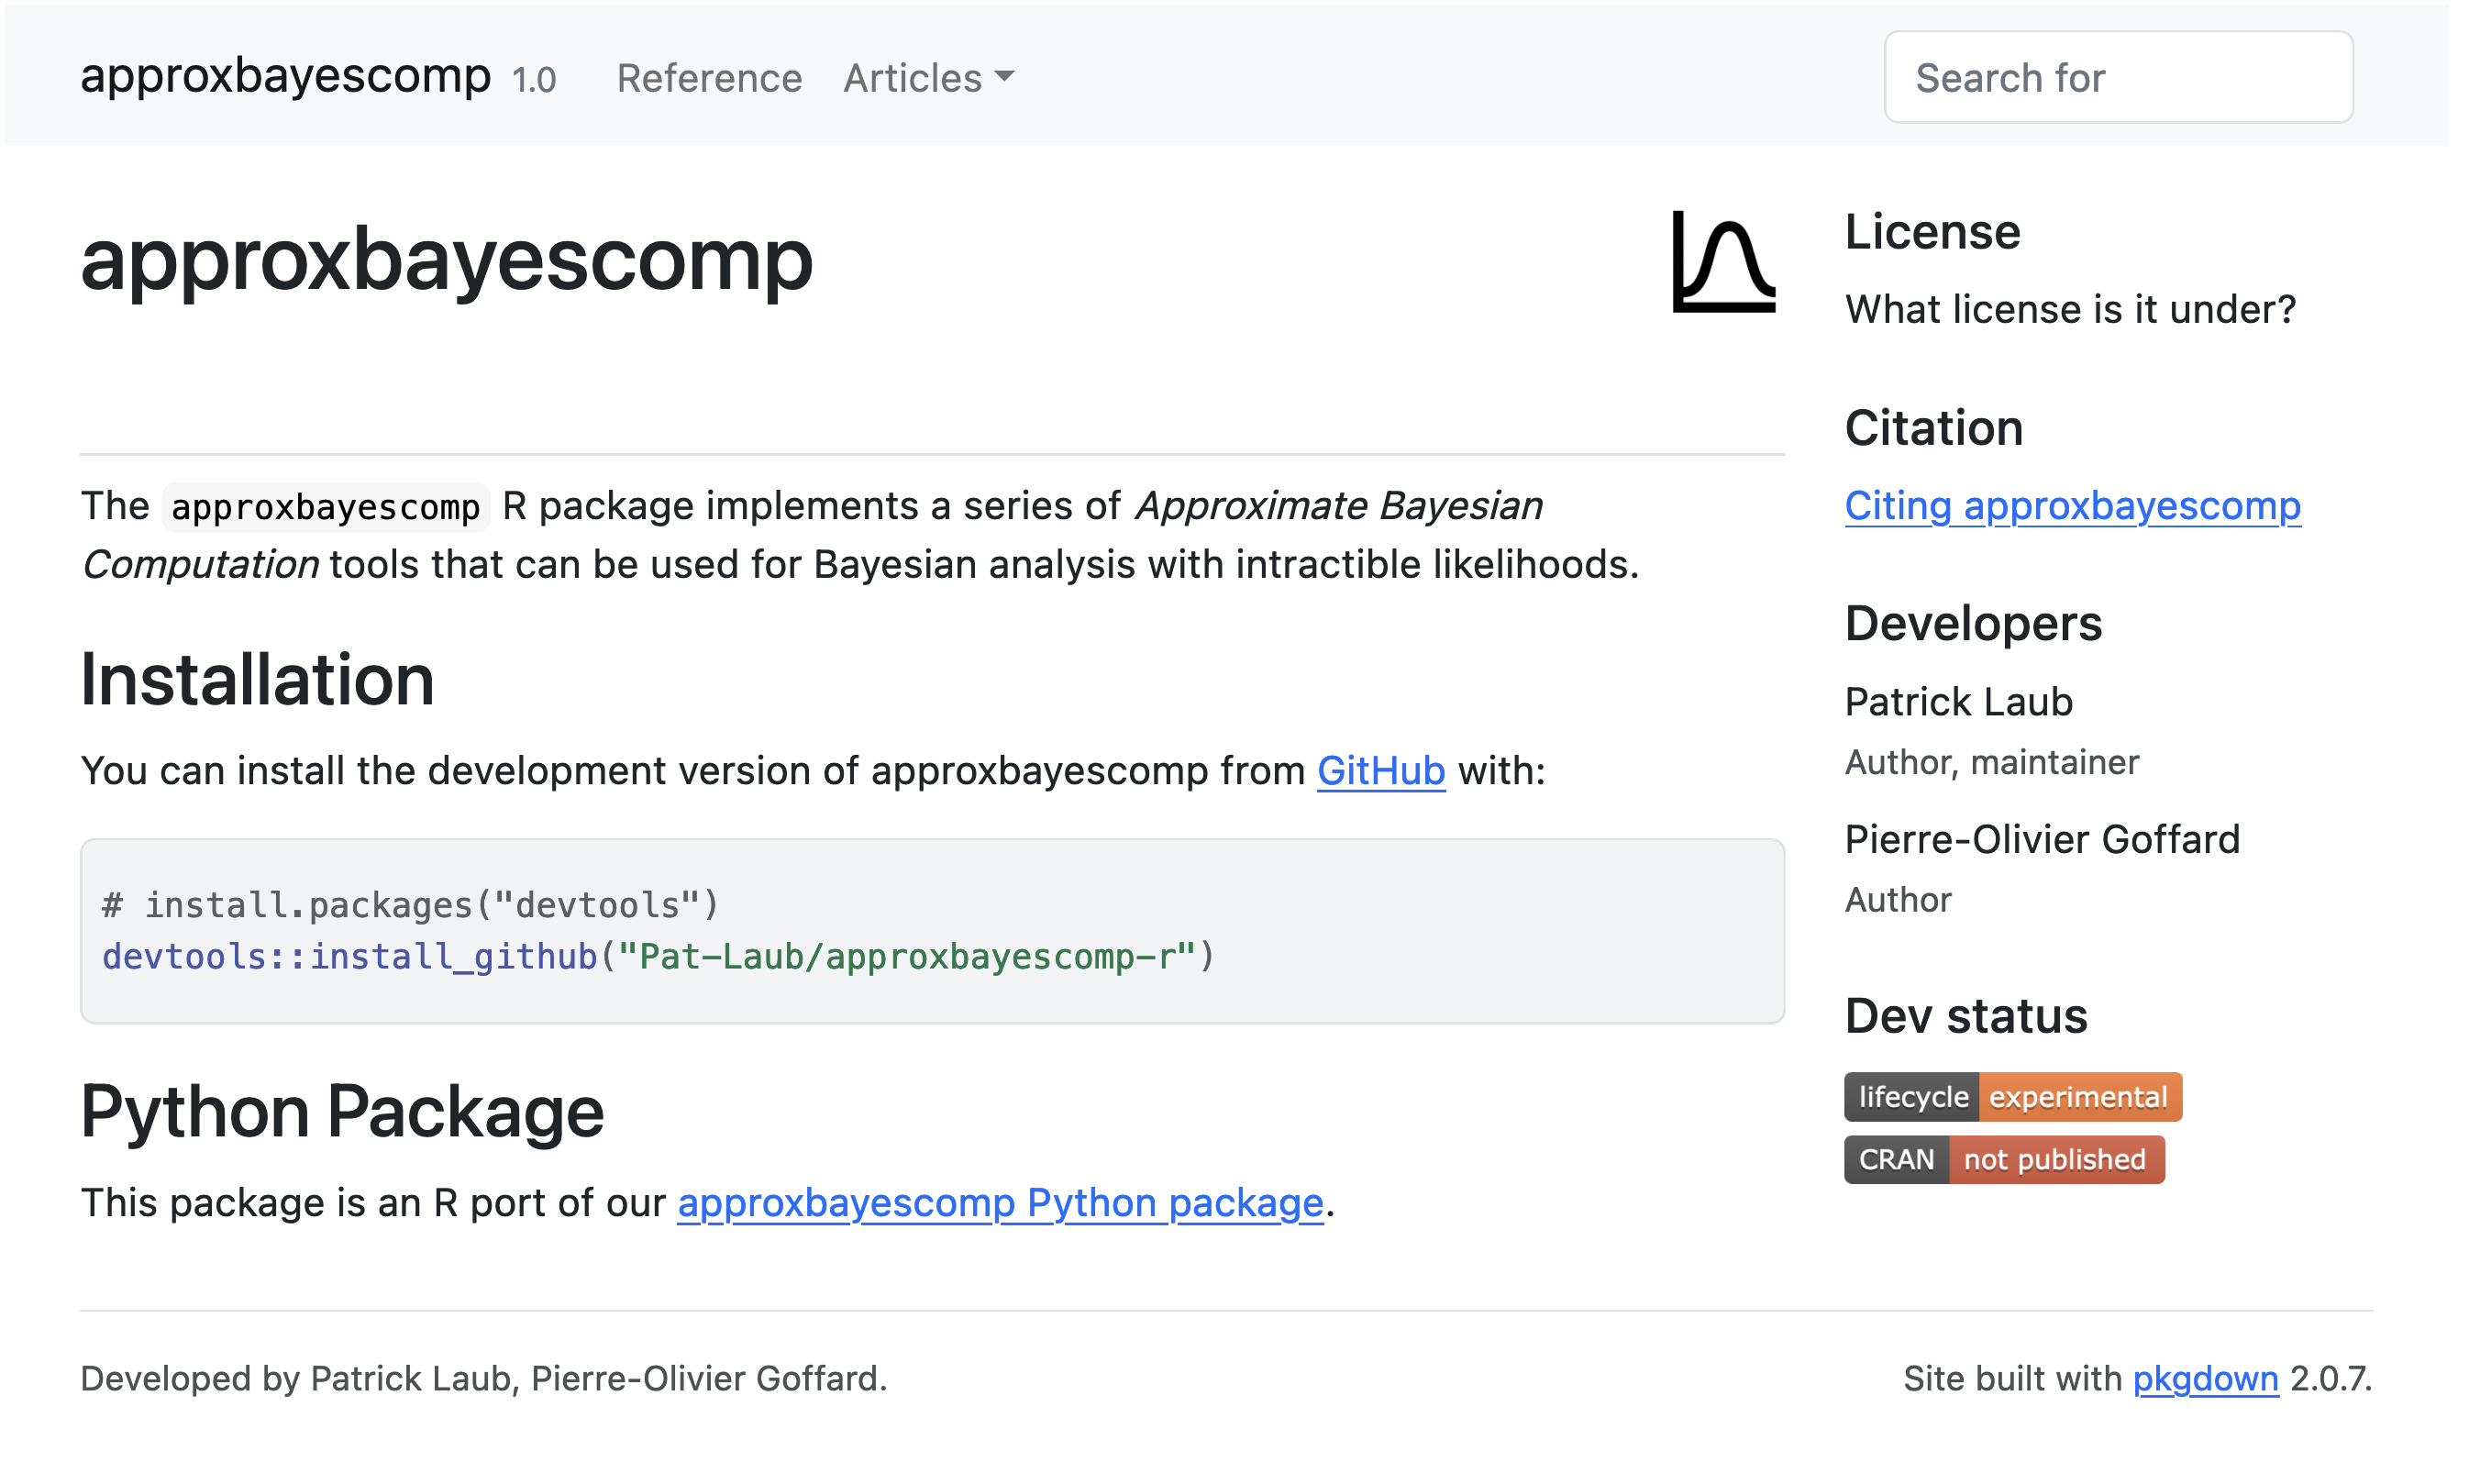 approxbayescomp 1.0 Reference Articles
Search for
approxbayescomp
The approxbayescomp R package implements a series of Approximate Bayesian
Computation tools that can be used for Bayesian analysis with intractible likelihoods.
Installation
You can install the development version of approxbayescomp from GitHub with:
# install.packages("devtools")
devtools::install_github("Pat-Laub/approxbayescomp-r")
Python Package
This package is an R port of our approxbayescomp Python package.
License
What license is it under?
Citation
Citing approxbayescomp
Developers
Patrick Laub
Author, maintainer
Pierre-Olivier Goffard
Author
Dev status
lifecycle experimental
CRAN not published
Developed by Patrick Laub, Pierre-Olivier Goffard.
Site built with pkgdown 2.0.7.